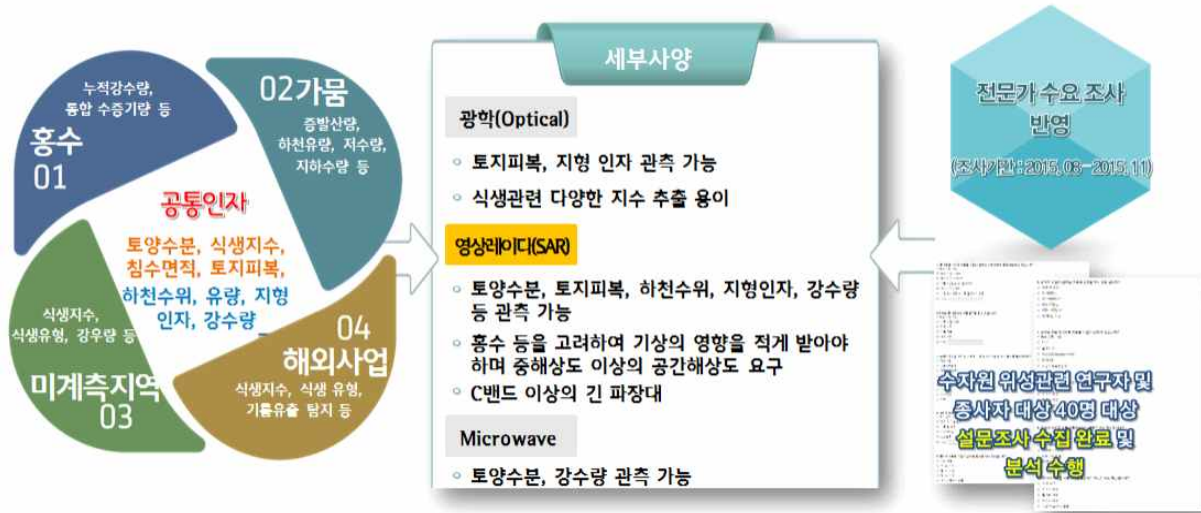 누적강수량,
통합 수증기량 등
홍수
01
02가뭄
증발산량,
하천유량, 저수량,
지하수량 등
공통인자
토양수분, 식생지수,
침수면적, 토지피복,
하천수위, 유량, 지형
인자, 강수량
식생지수,
식생유형, 강우량 등
미계측지역
03
04
해외사업
식생지수, 식생 유형,
기름유출 탐지 등
세부사양
광학(Optical)
◦ 토지피복, 지형 인자 관측 가능
◦ 식생관련 다양한 지수 추출 용이
영상레이더(SAR)
◦ 토양수분, 토지피복, 하천수위, 지형인자, 강수량
등 관측 가능
◦ 홍수 등을 고려하여 기상의 영향을 적게 받아야
하며 중해상도 이상의 공간해상도 요구
◦ C밴드 이상의 긴 파장대
Microwave
◦ 토양수분, 강수량 관측 가능
전문가 수요 조사
반영
(조사기간 : 2015. 08-2015. 11)
수자원 위성관련 연구자 및
종사자 대상 40명 대상
설문조사 수집 완료 및
분석 수행